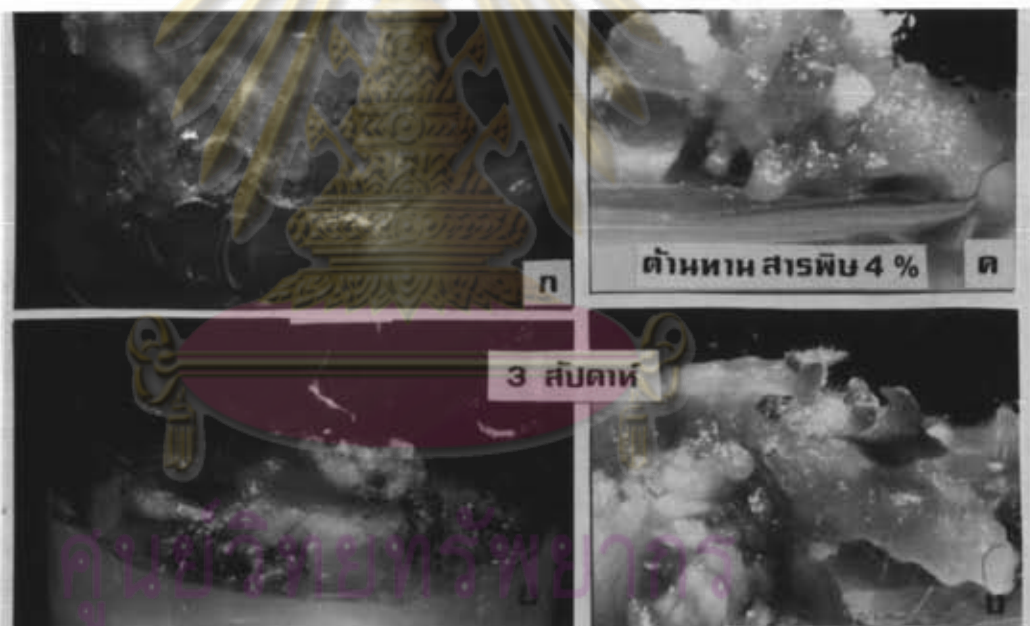 ก
ต้านทาน สารพิษ 4 %
ค
3 สัปดาห์
ศูนย์วิทยทรัพยากร